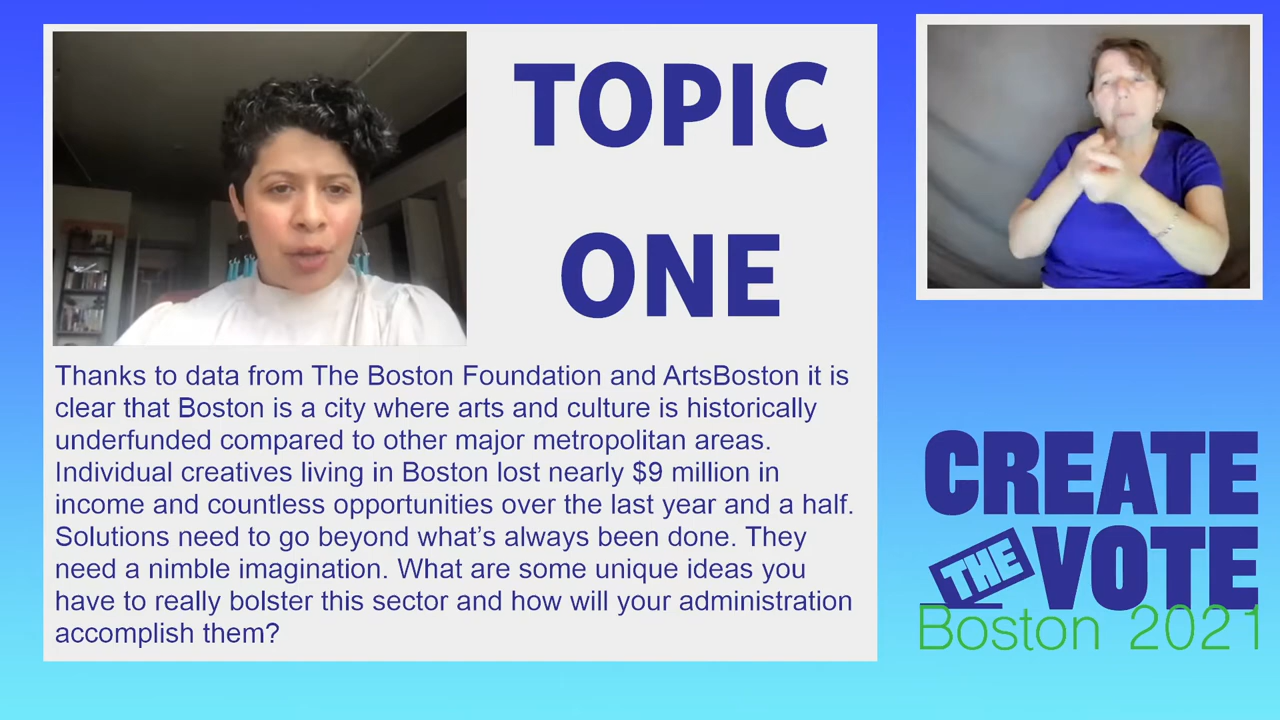 TOPIC
ONE
Thanks to data from The Boston Foundation and ArtsBoston it is
clear that Boston is a city where arts and culture is historically
underfunded compared to other major metropolitan areas.
Individual creatives living in Boston lost nearly $9 million in
income and countless opportunities over the last year and a half.
Solutions need to go beyond what’s always been done. They
need a nimble imagination. What are some unique ideas you
have to really bolster this sector and how will your administration
accomplish them?
CREATE
THE VOTE
Boston 2021